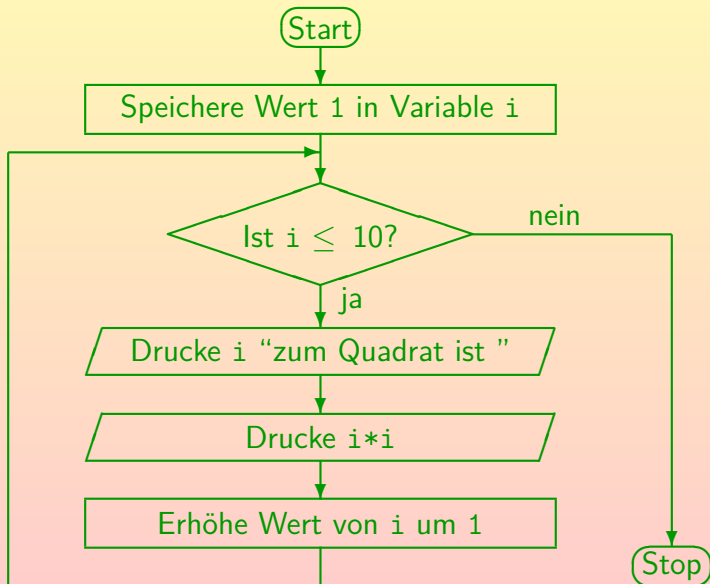 Start
Speichere Wert 1 in Variable i
Ist i ≤ 10?
nein
ja
Drucke i “zum Quadrat ist ”
Drucke i*i
Erhöhe Wert von i um 1
Stop